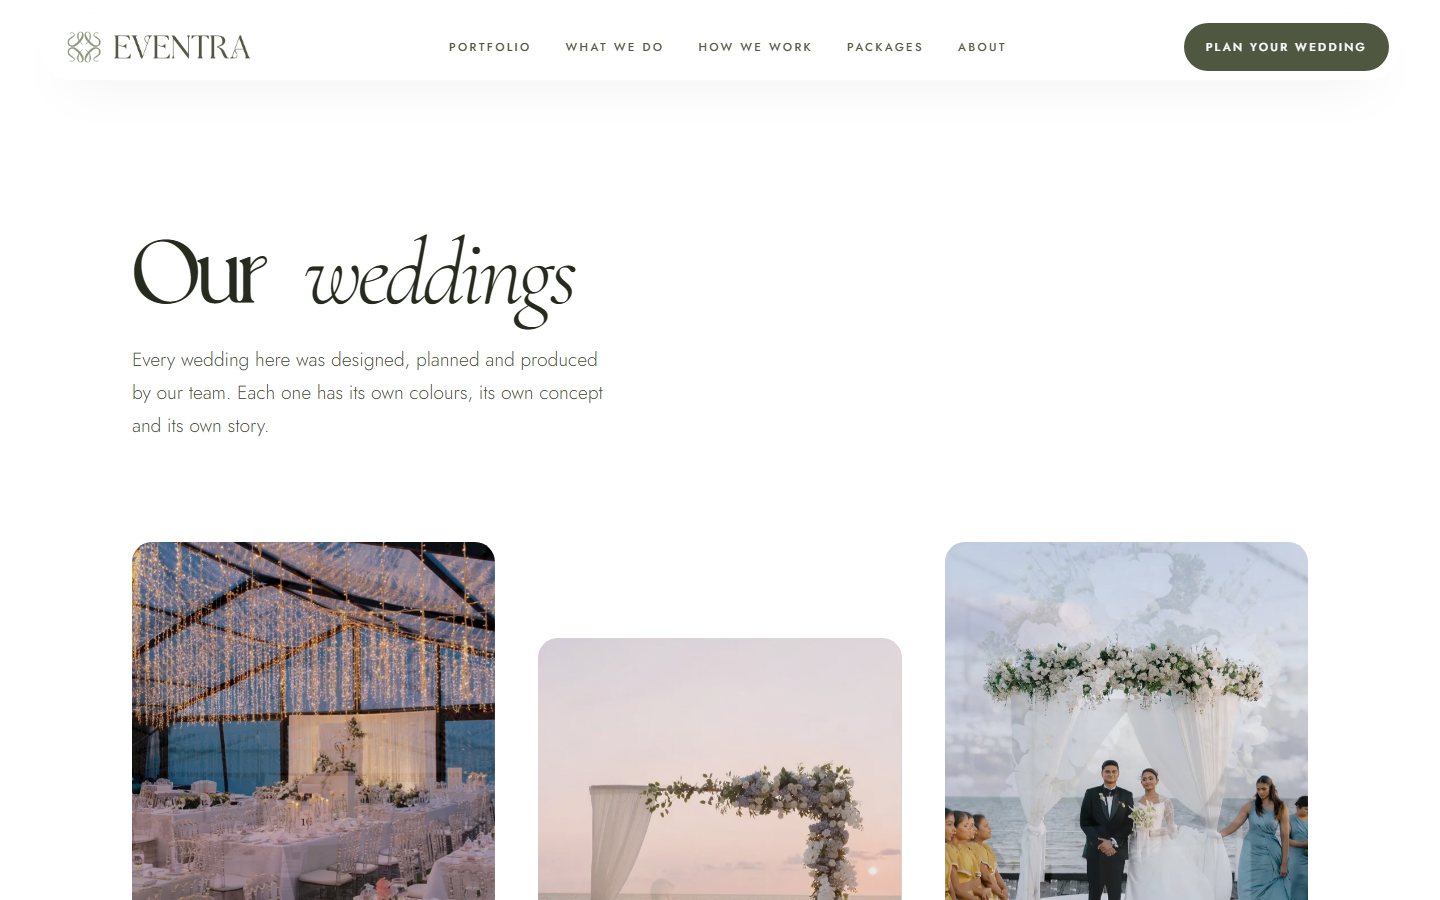 EVENTRA
PORTFOLIO
WHAT WE DO
HOW WE WORK
PACKAGES
ABOUT
PLAN YOUR WEDDING
Our weddings
Every wedding here was designed, planned and produced
by our team. Each one has its own colours, its own concept
and its own story.